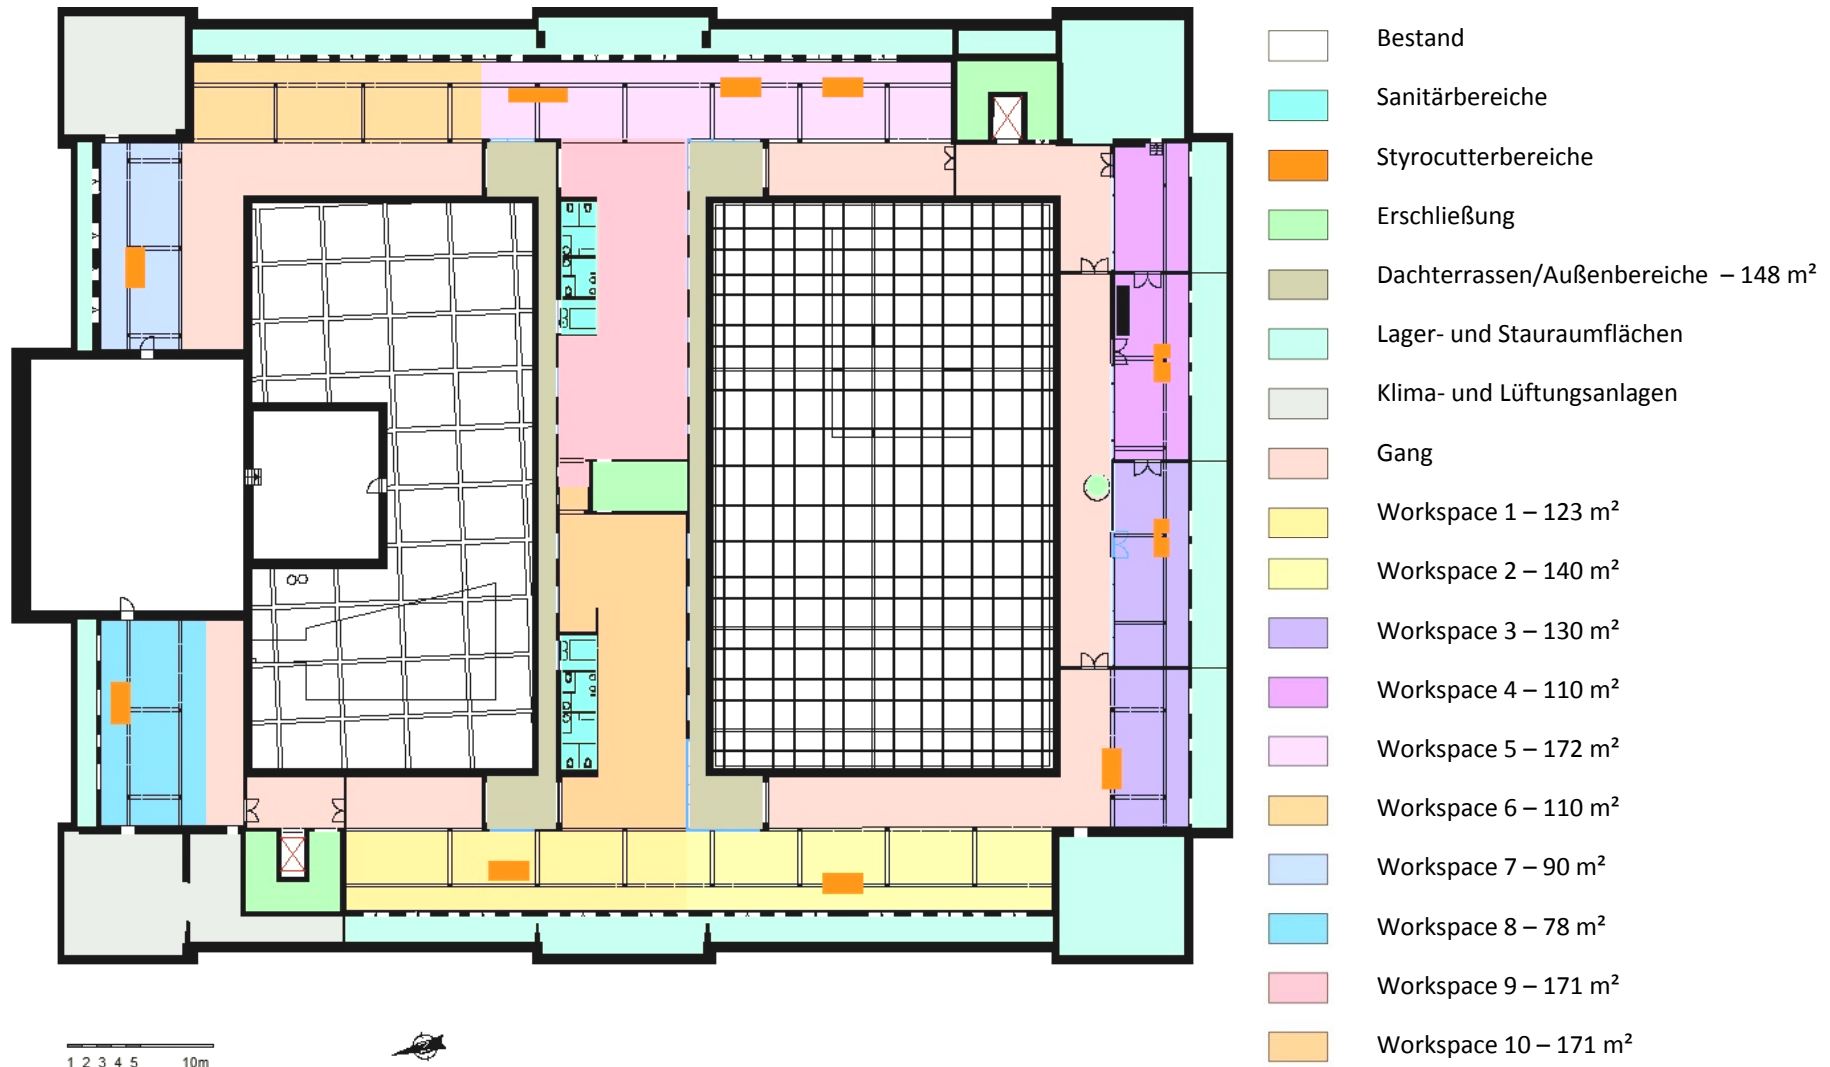 Bestand
Sanitärbereiche
Styrocutterbereiche
Erschließung
Dachterrassen/Außenbereiche – 148 m²
Lager- und Stauraumflächen
Klima- und Lüftungsanlagen
Gang
Workspace 1 – 123 m²
Workspace 2 – 140 m²
Workspace 3 – 130 m²
Workspace 4 – 110 m²
Workspace 5 – 172 m²
Workspace 6 – 110 m²
Workspace 7 – 90 m²
Workspace 8 – 78 m²
Workspace 9 – 171 m²
Workspace 10 – 171 m²
1 2 3 4 5 10m